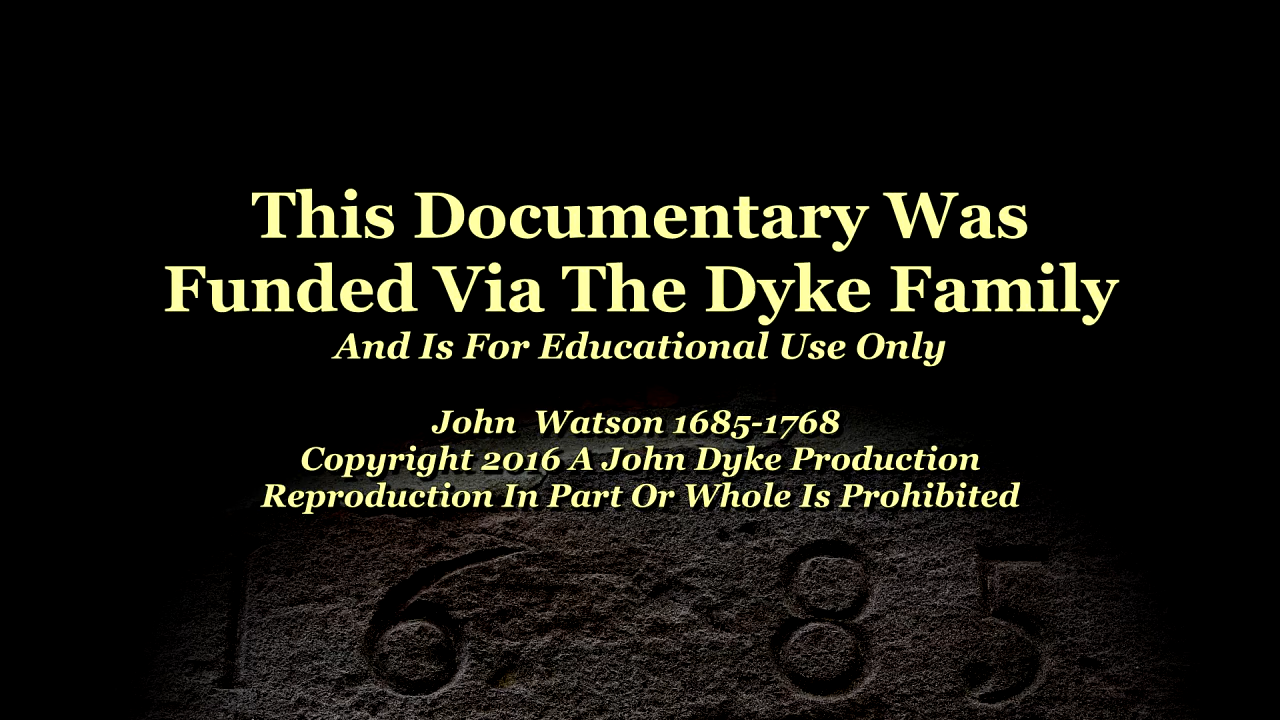 This Documentary Was
Funded Via The Dyke Family
And Is For Educational Use Only
John Watson 1685-1768
Copyright 2016 A John Dyke Production
Reproduction In Part Or Whole Is Prohibited
1685